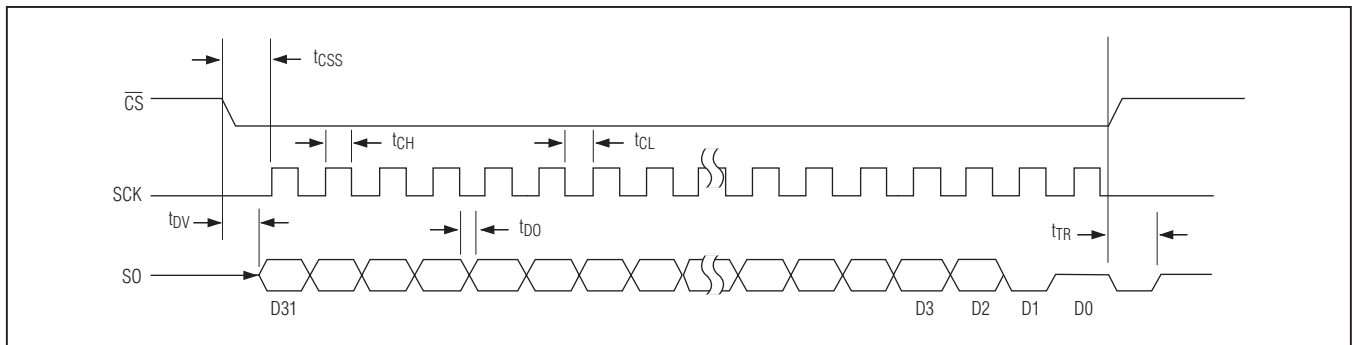 tCSS
CS
tCH
tCL
SCK
tDV
tDO
tTR
SO
D31
D3 D2 D1 D0